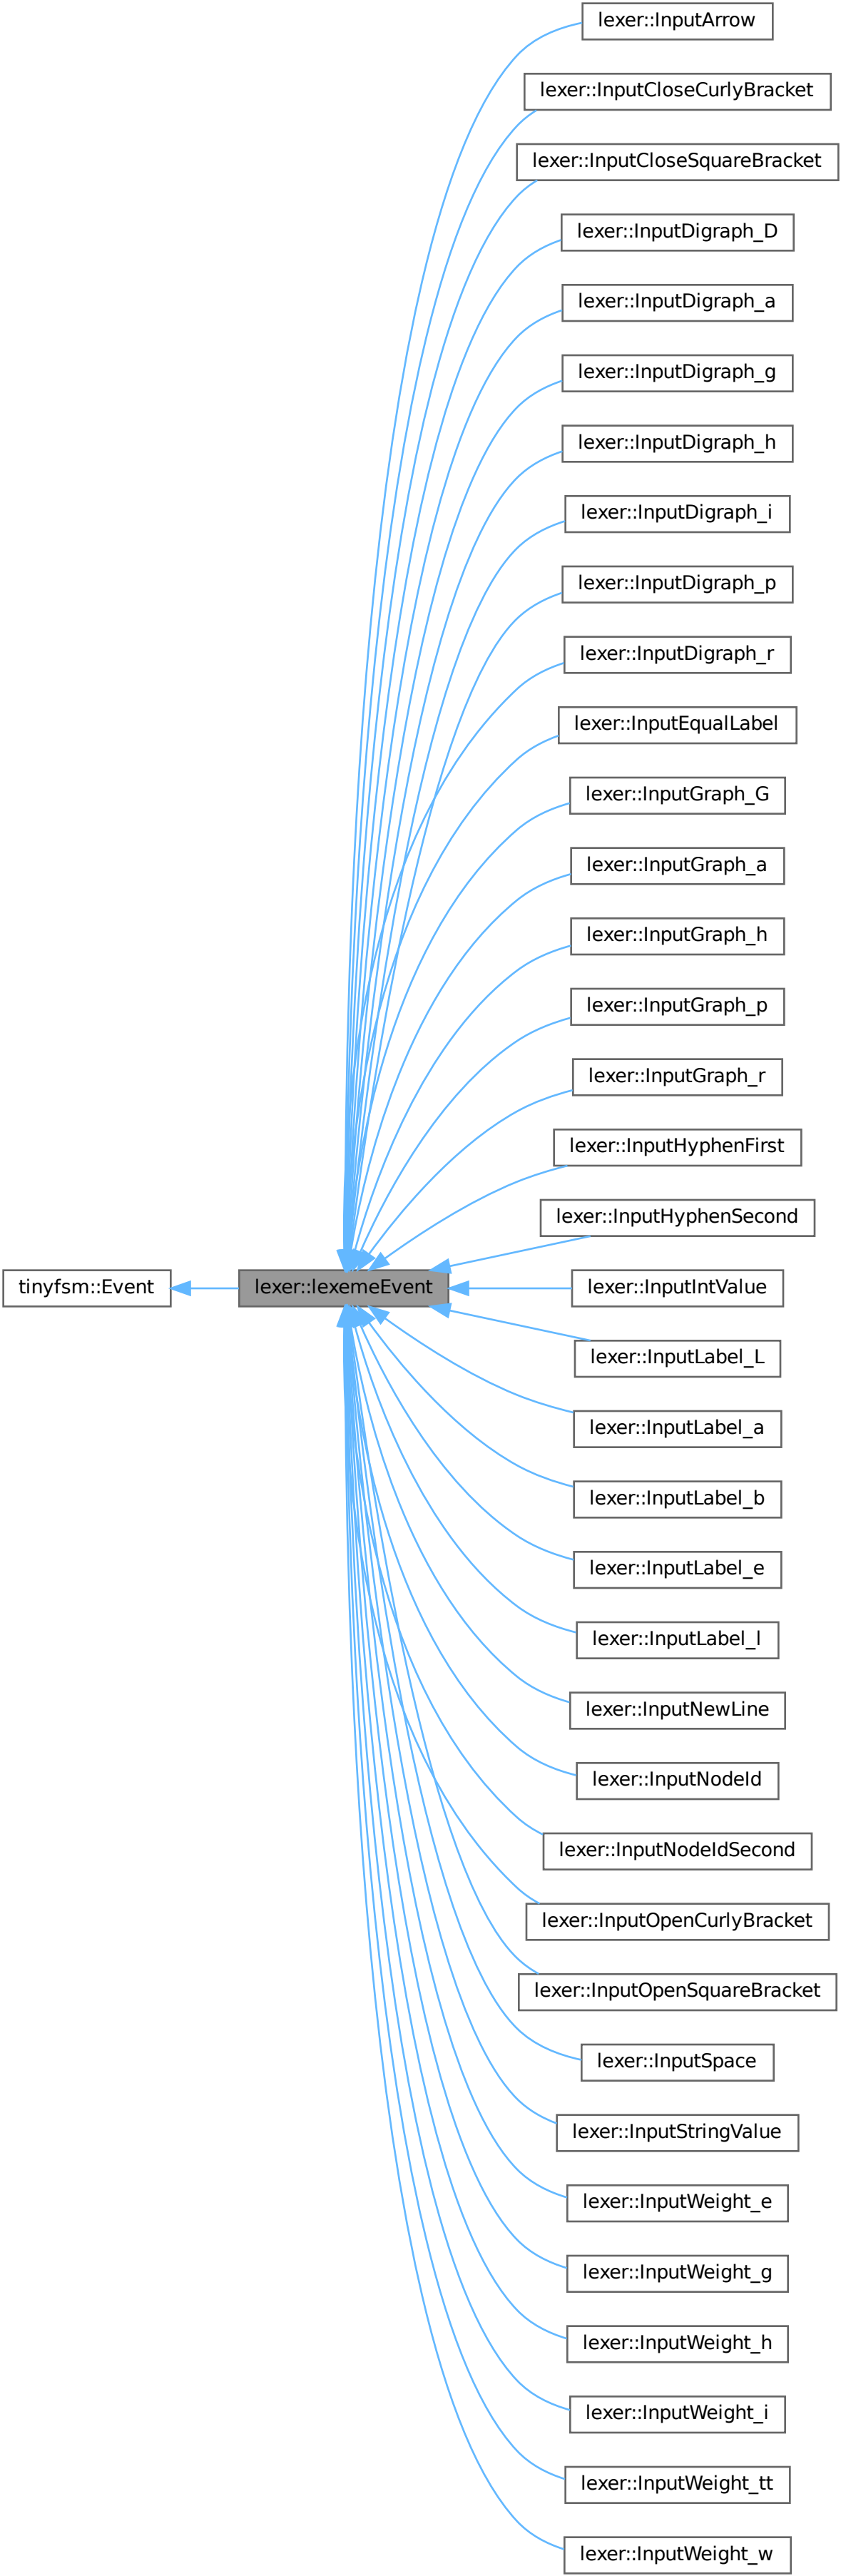 lexer::InputArrow
lexer::InputCloseCurlyBracket
lexer::InputCloseSquareBracket
lexer::InputDigraph_D
lexer::InputDigraph_a
lexer::InputDigraph_g
lexer::InputDigraph_h
lexer::InputDigraph_i
lexer::InputDigraph_p
lexer::InputDigraph_r
lexer::InputEqualLabel
lexer::InputGraph_G
lexer::InputGraph_a
lexer::InputGraph_h
lexer::InputGraph_p
lexer::InputGraph_r
lexer::InputHyphenFirst
lexer::InputHyphenSecond
tinyfsm::Event
lexer::lexemeEvent
lexer::InputIntValue
lexer::InputLabel_L
lexer::InputLabel_a
lexer::InputLabel_b
lexer::InputLabel_e
lexer::InputLabel_l
lexer::InputNewLine
lexer::InputNodeId
lexer::InputNodeIdSecond
lexer::InputOpenCurlyBracket
lexer::InputOpenSquareBracket
lexer::InputSpace
lexer::InputStringValue
lexer::InputWeight_e
lexer::InputWeight_g
lexer::InputWeight_h
lexer::InputWeight_i
lexer::InputWeight_tt
lexer::InputWeight_w